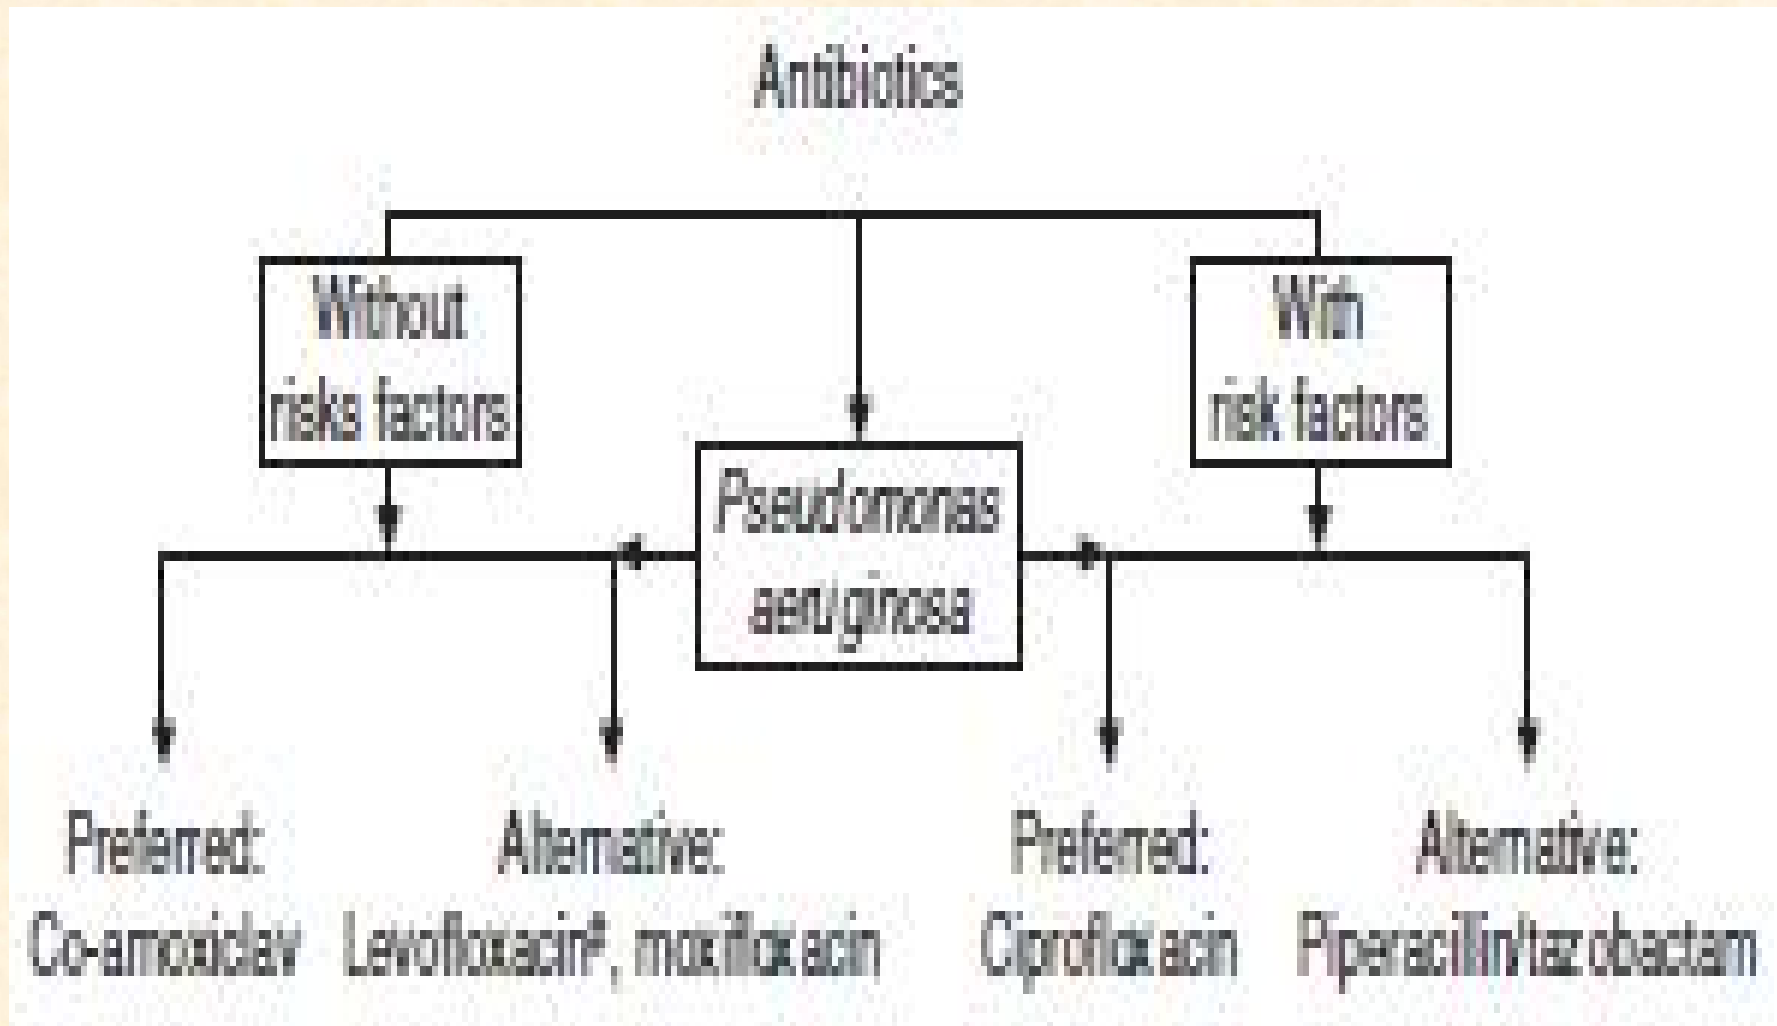 Antibiotics
Without
risks factors
With
risk factors
Pseudomonas
aeruginosa
Preferred:
Co-amoxiclav
Alternative:
Levofloxacin#, moxifloxacin
Preferred:
Ciprofloxacin
Alternative:
Piperacillin/tazobactam